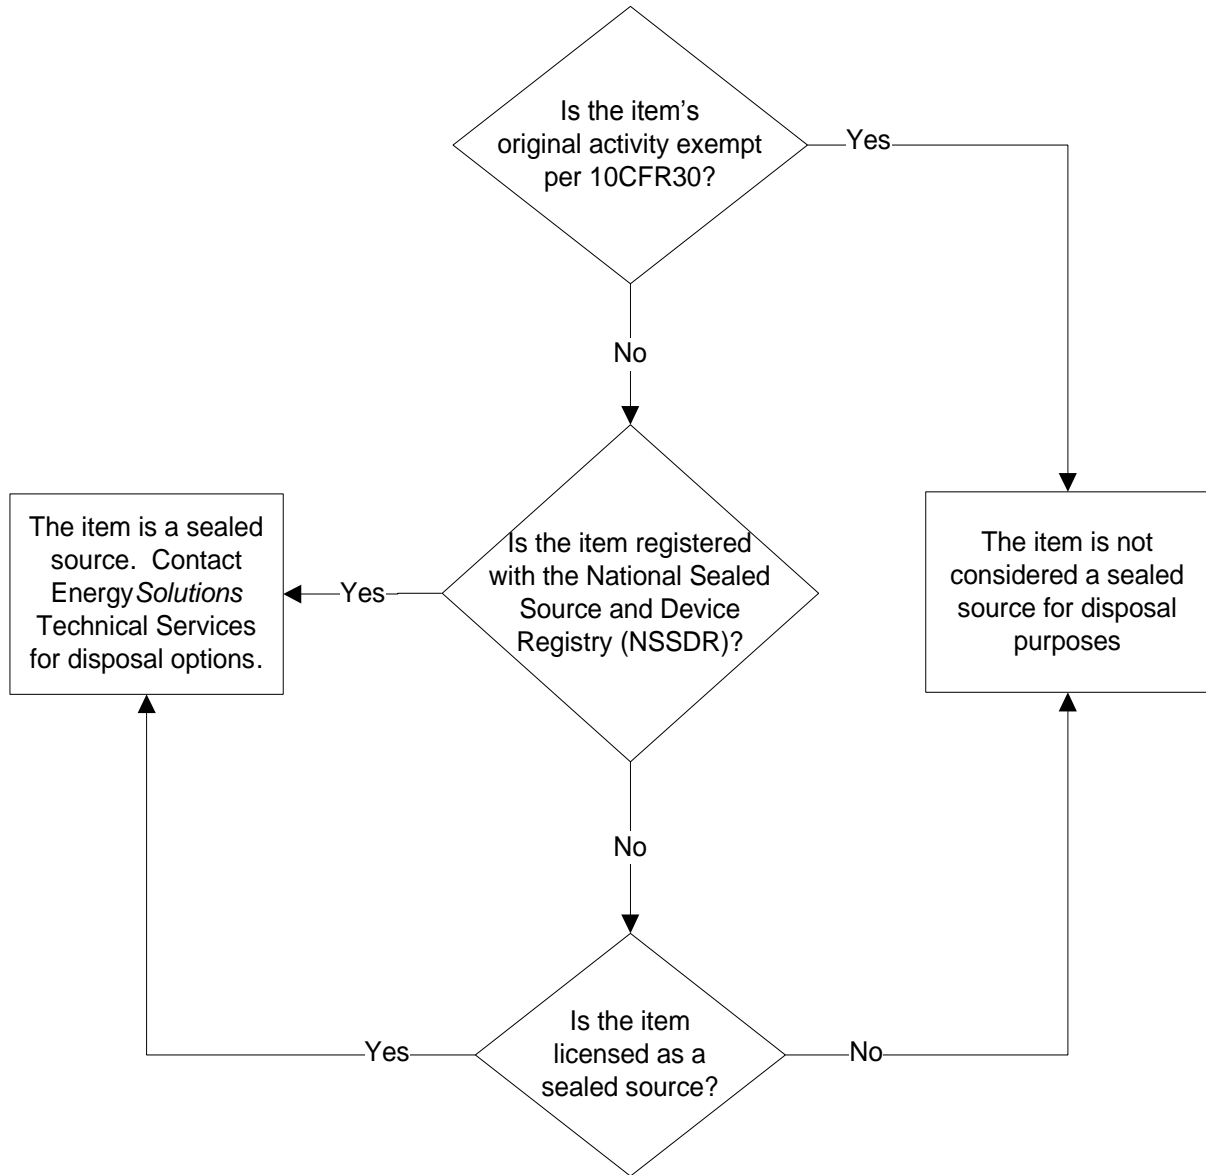 Is the item's
original activity exempt
per 10CFR30?
Yes
No
The item is a sealed
source.  Contact
EnergySolutions
Technical Services
for disposal options.
Yes
Is the item registered
with the National Sealed
Source and Device
Registry (NSSDR)?
The item is not
considered a sealed
source for disposal
purposes
No
Yes
Is the item
licensed as a
sealed source?
No